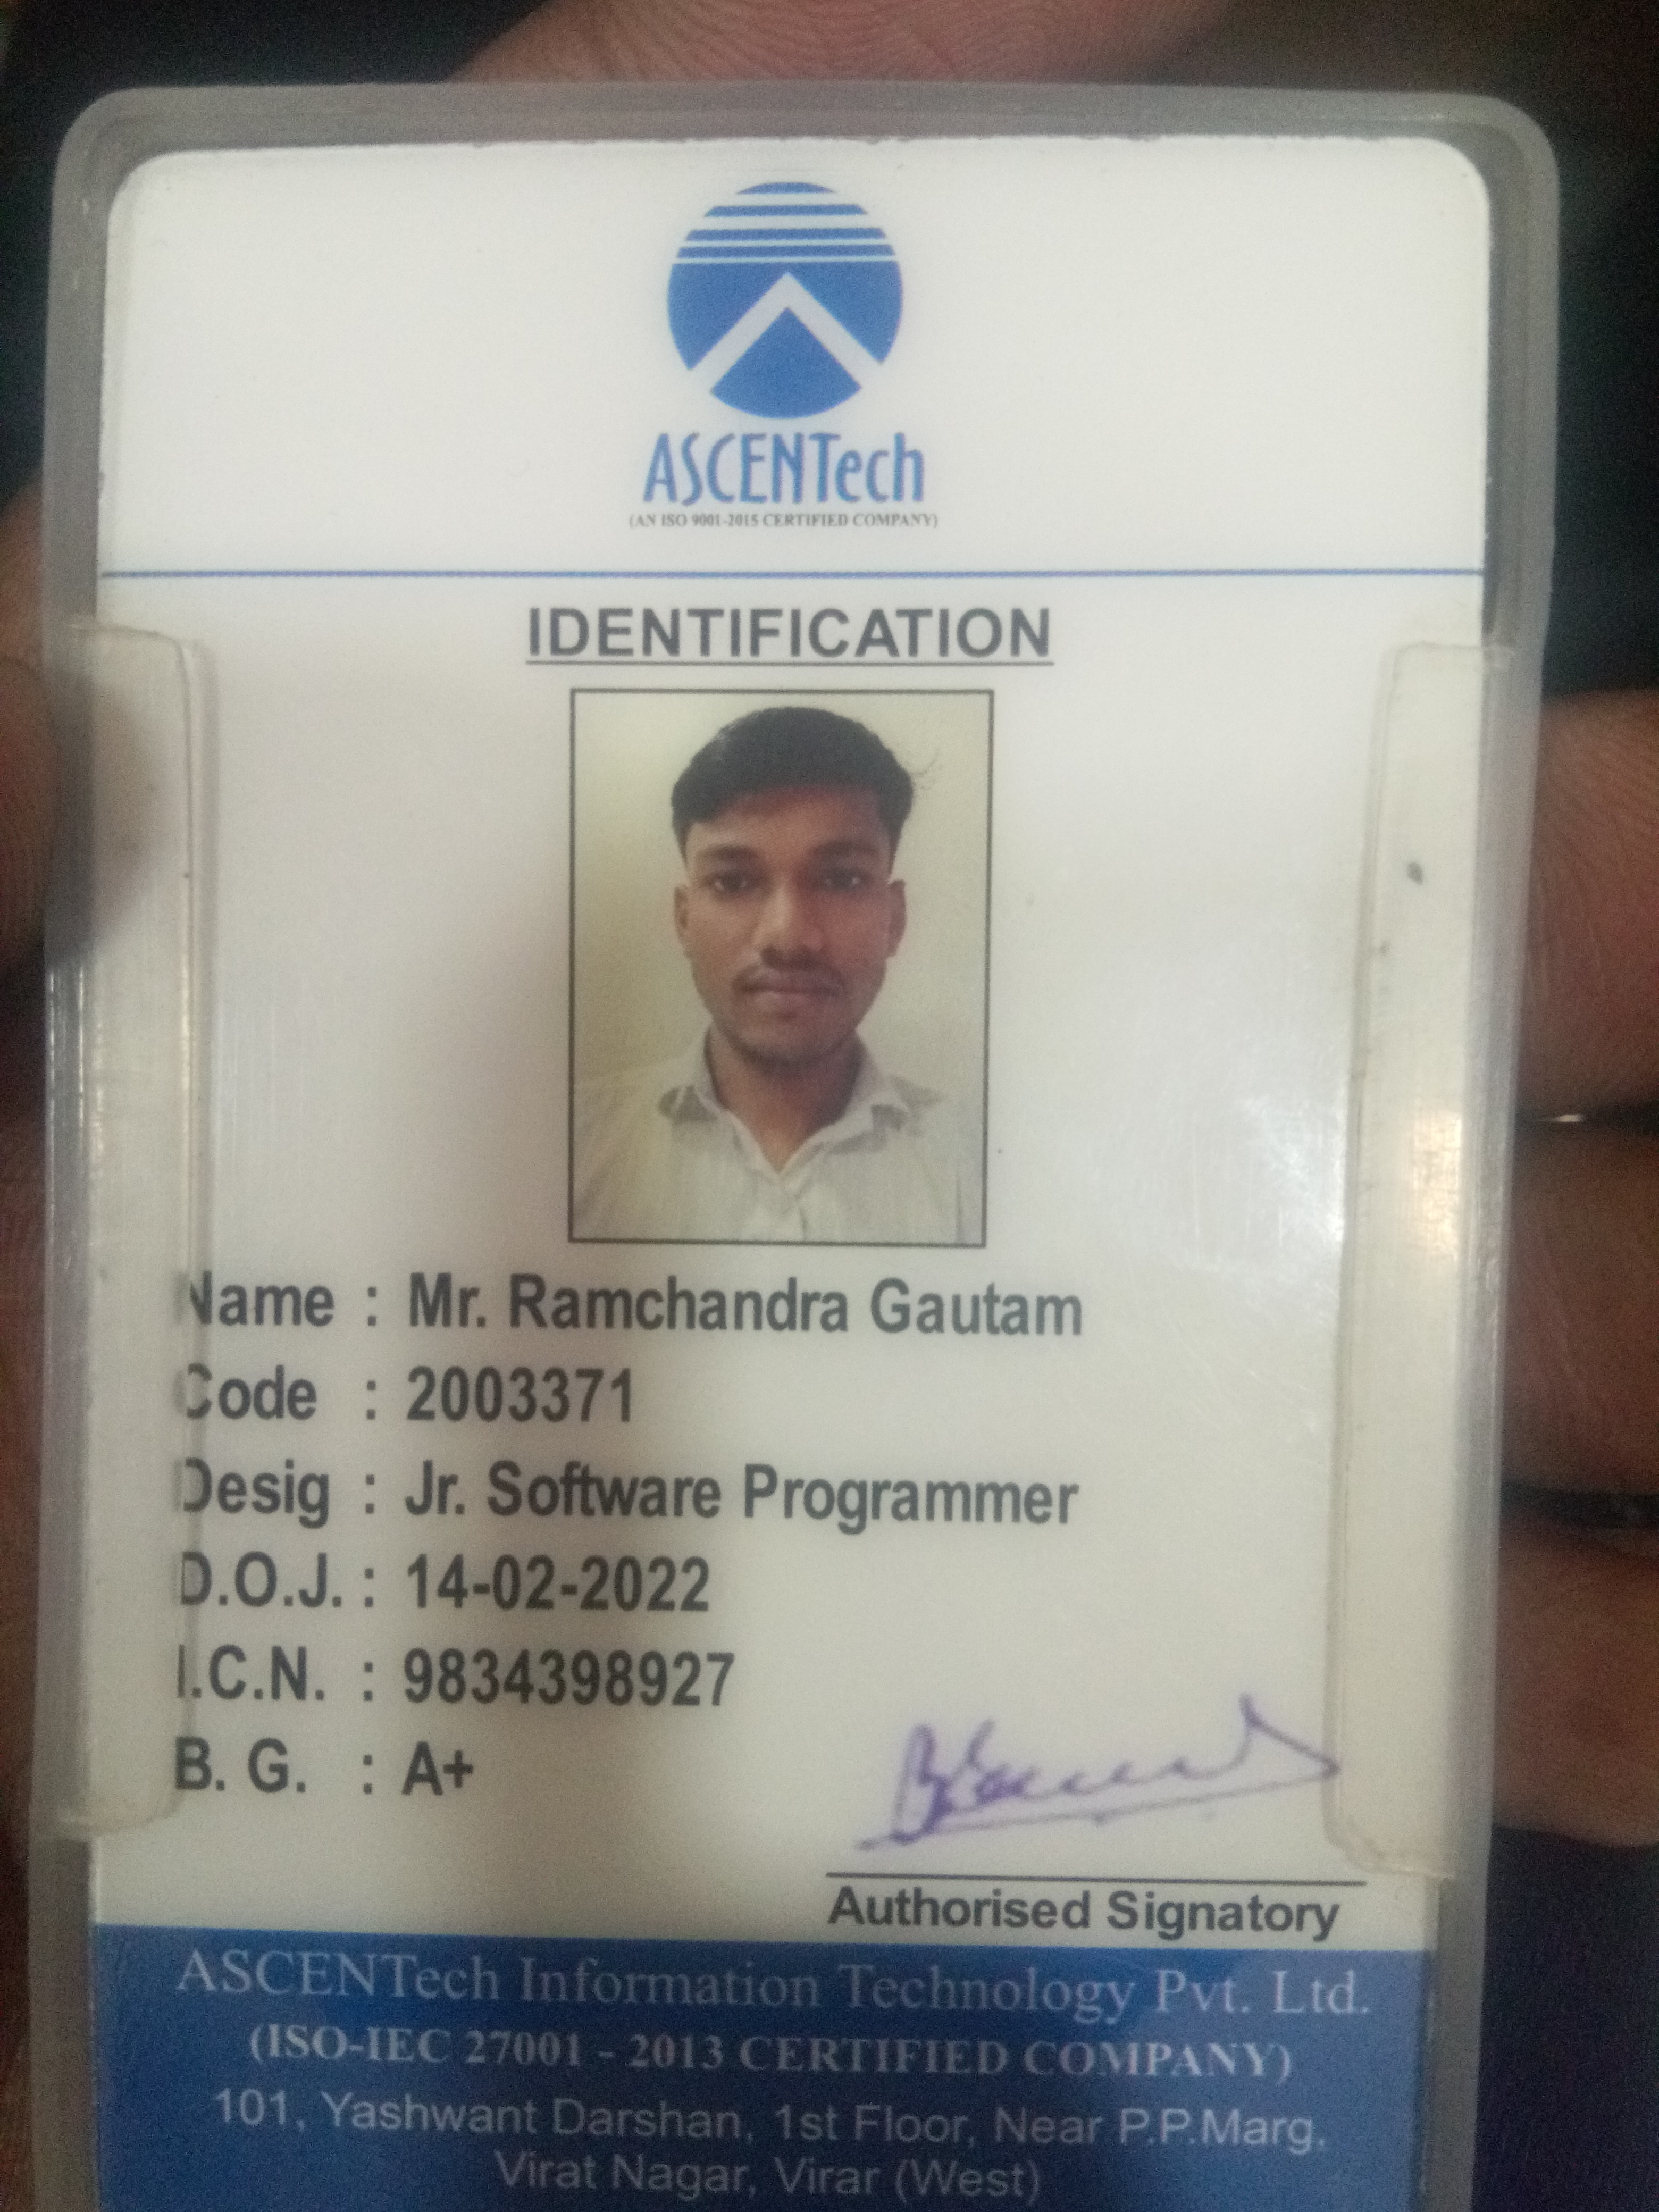 ASCENTech
(AN ISO 9001-2015 CERTIFIED COMPANY)
IDENTIFICATION
Name : Mr. Ramchandra Gautam
Code : 2003371
Desig : Jr. Software Programmer
D.O.J. : 14-02-2022
I.C.N. : 9834398927
B. G. : A+
Authorised Signatory
ASCENTech Information Technology Pvt. Ltd.
(ISO-IEC 27001 - 2013 CERTIFIED COMPANY)
101, Yashwant Darshan, 1st Floor, Near P.P.Marg,
Virat Nagar, Virar (West)